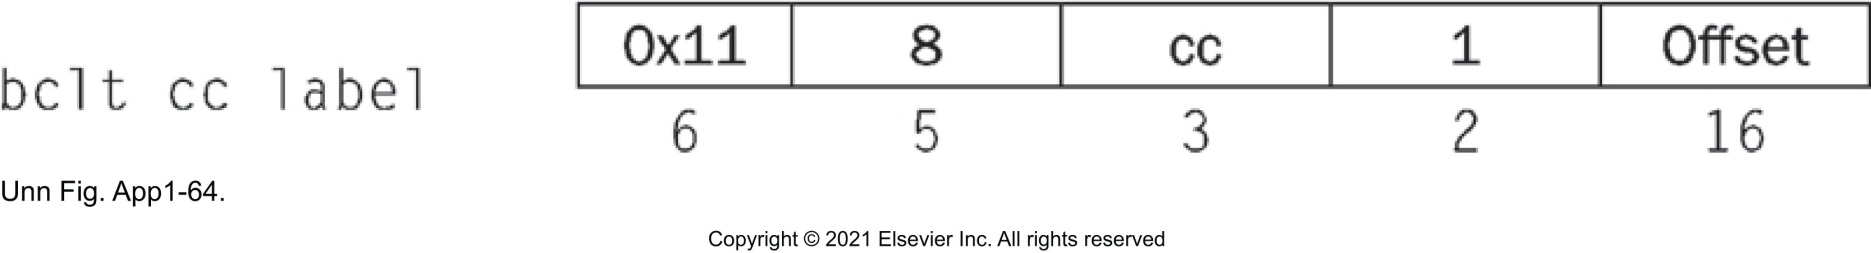 0x11 8 cc 1 Offset
bclt cc label
6 5 3 2 16
Unn Fig. App1-64.
Copyright © 2021 Elsevier Inc. All rights reserved